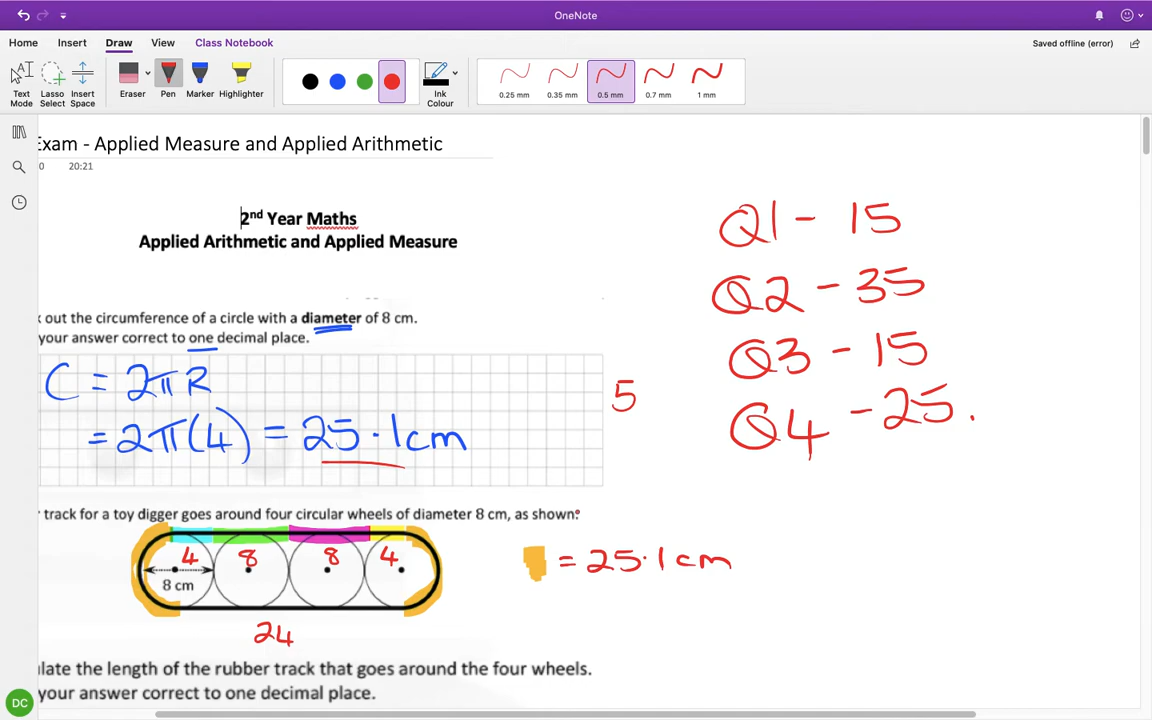 OneNote
Home Insert Draw View Class Notebook
Saved offline (error)
Text Mode
Lasso Select
Insert Space
Eraser
Pen
Marker
Highlighter
Ink Colour
0.25 mm
0.35 mm
0.5 mm
0.7 mm
1 mm
Exam - Applied Measure and Applied Arithmetic
0 20:21
2nd Year Maths
Applied Arithmetic and Applied Measure
Q1 - 15
Q2 - 35
Q3 - 15
Q4 - 25.
k out the circumference of a circle with a diameter of 8 cm.
your answer correct to one decimal place.
C = 2πR
= 2π(4) = 25·1cm
5
track for a toy digger goes around four circular wheels of diameter 8 cm, as shown:
4 8 8 4
8 cm
= 25·1cm
24
ulate the length of the rubber track that goes around the four wheels.
your answer correct to one decimal place.
DC